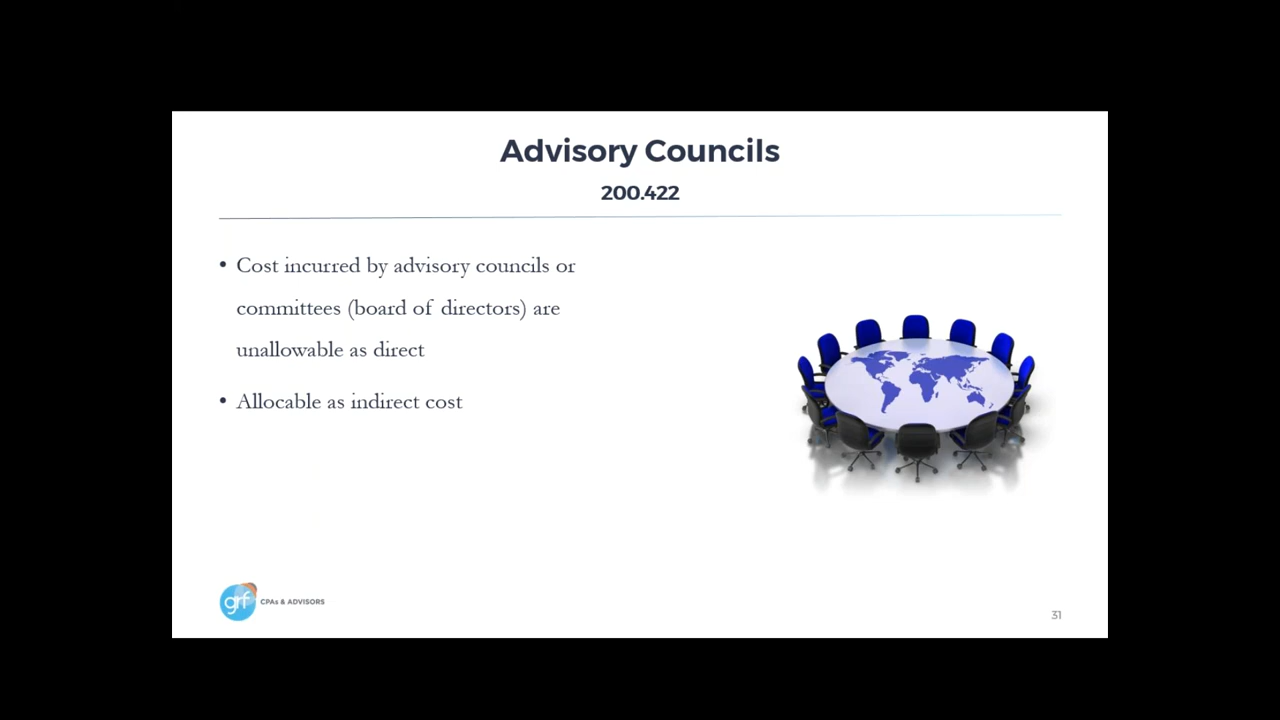 Advisory Councils
200.422
• Cost incurred by advisory councils or
committees (board of directors) are
unallowable as direct
• Allocable as indirect cost
grf CPAs & ADVISORS
31